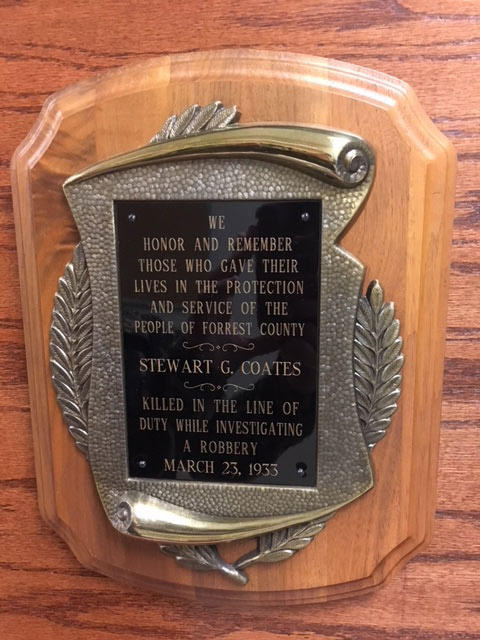 WE
HONOR AND REMEMBER
THOSE WHO GAVE THEIR
LIVES IN THE PROTECTION
AND SERVICE OF THE
PEOPLE OF FORREST COUNTY
STEWART G. COATES
KILLED IN THE LINE OF
DUTY WHILE INVESTIGATING
A ROBBERY
MARCH 23, 1933